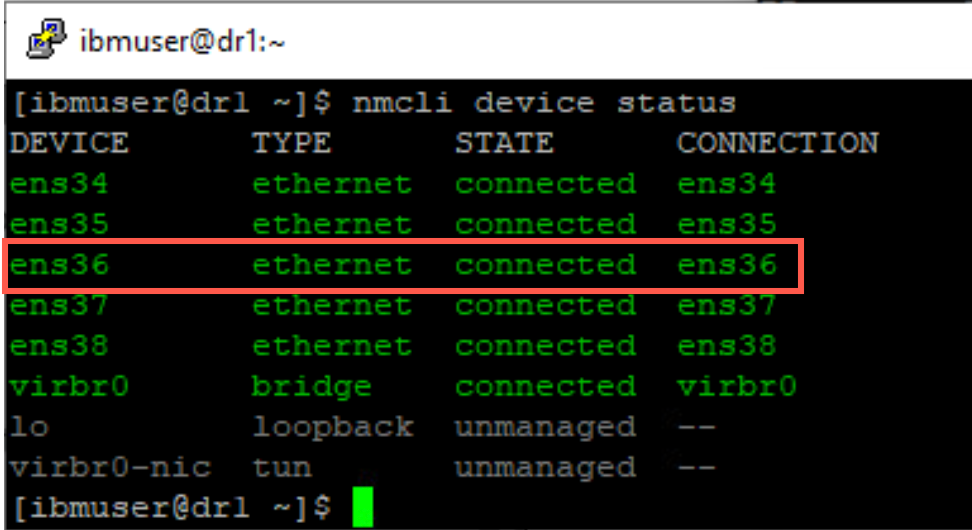 ibmuser@dr1:~
[ibmuser@dr1 ~]$ nmcli device status
DEVICE TYPE STATE CONNECTION
ens34 ethernet connected ens34
ens35 ethernet connected ens35
ens36 ethernet connected ens36
ens37 ethernet connected ens37
ens38 ethernet connected ens38
virbr0 bridge connected virbr0
lo loopback unmanaged --
virbr0-nic tun unmanaged --
[ibmuser@dr1 ~]$